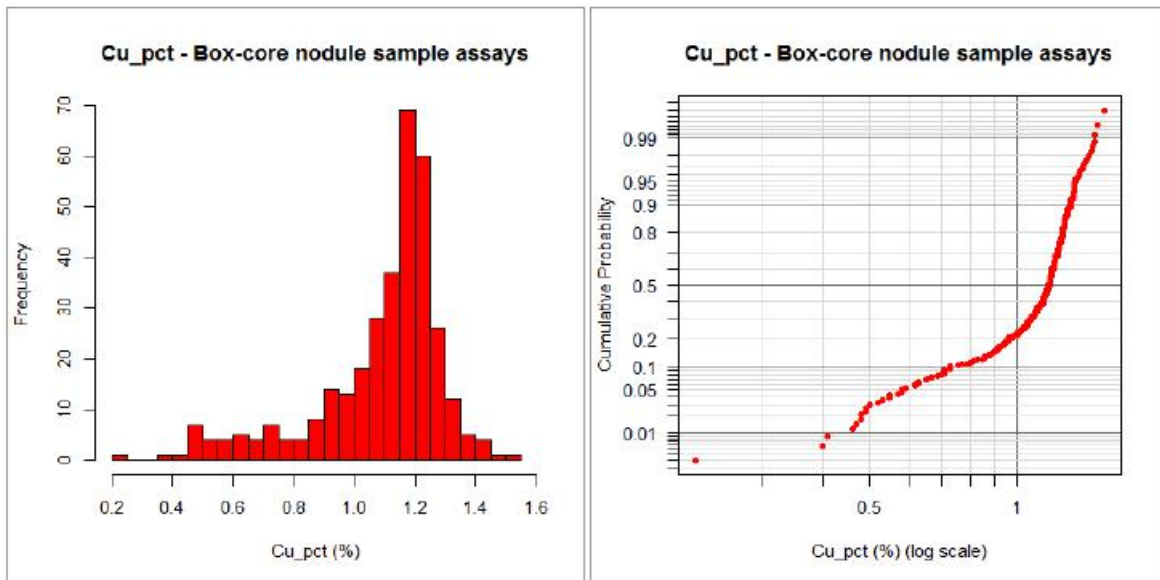 Cu_pct - Box-core nodule sample assays
Frequency
70
60
50
40
30
20
10
0
0.2 0.4 0.6 0.8 1.0 1.2 1.4 1.6
Cu_pct (%)
Cu_pct - Box-core nodule sample assays
Cumulative Probability
0.99
0.95
0.9
0.8
0.5
0.2
0.1
0.05
0.01
0.5 1
Cu_pct (%) (log scale)